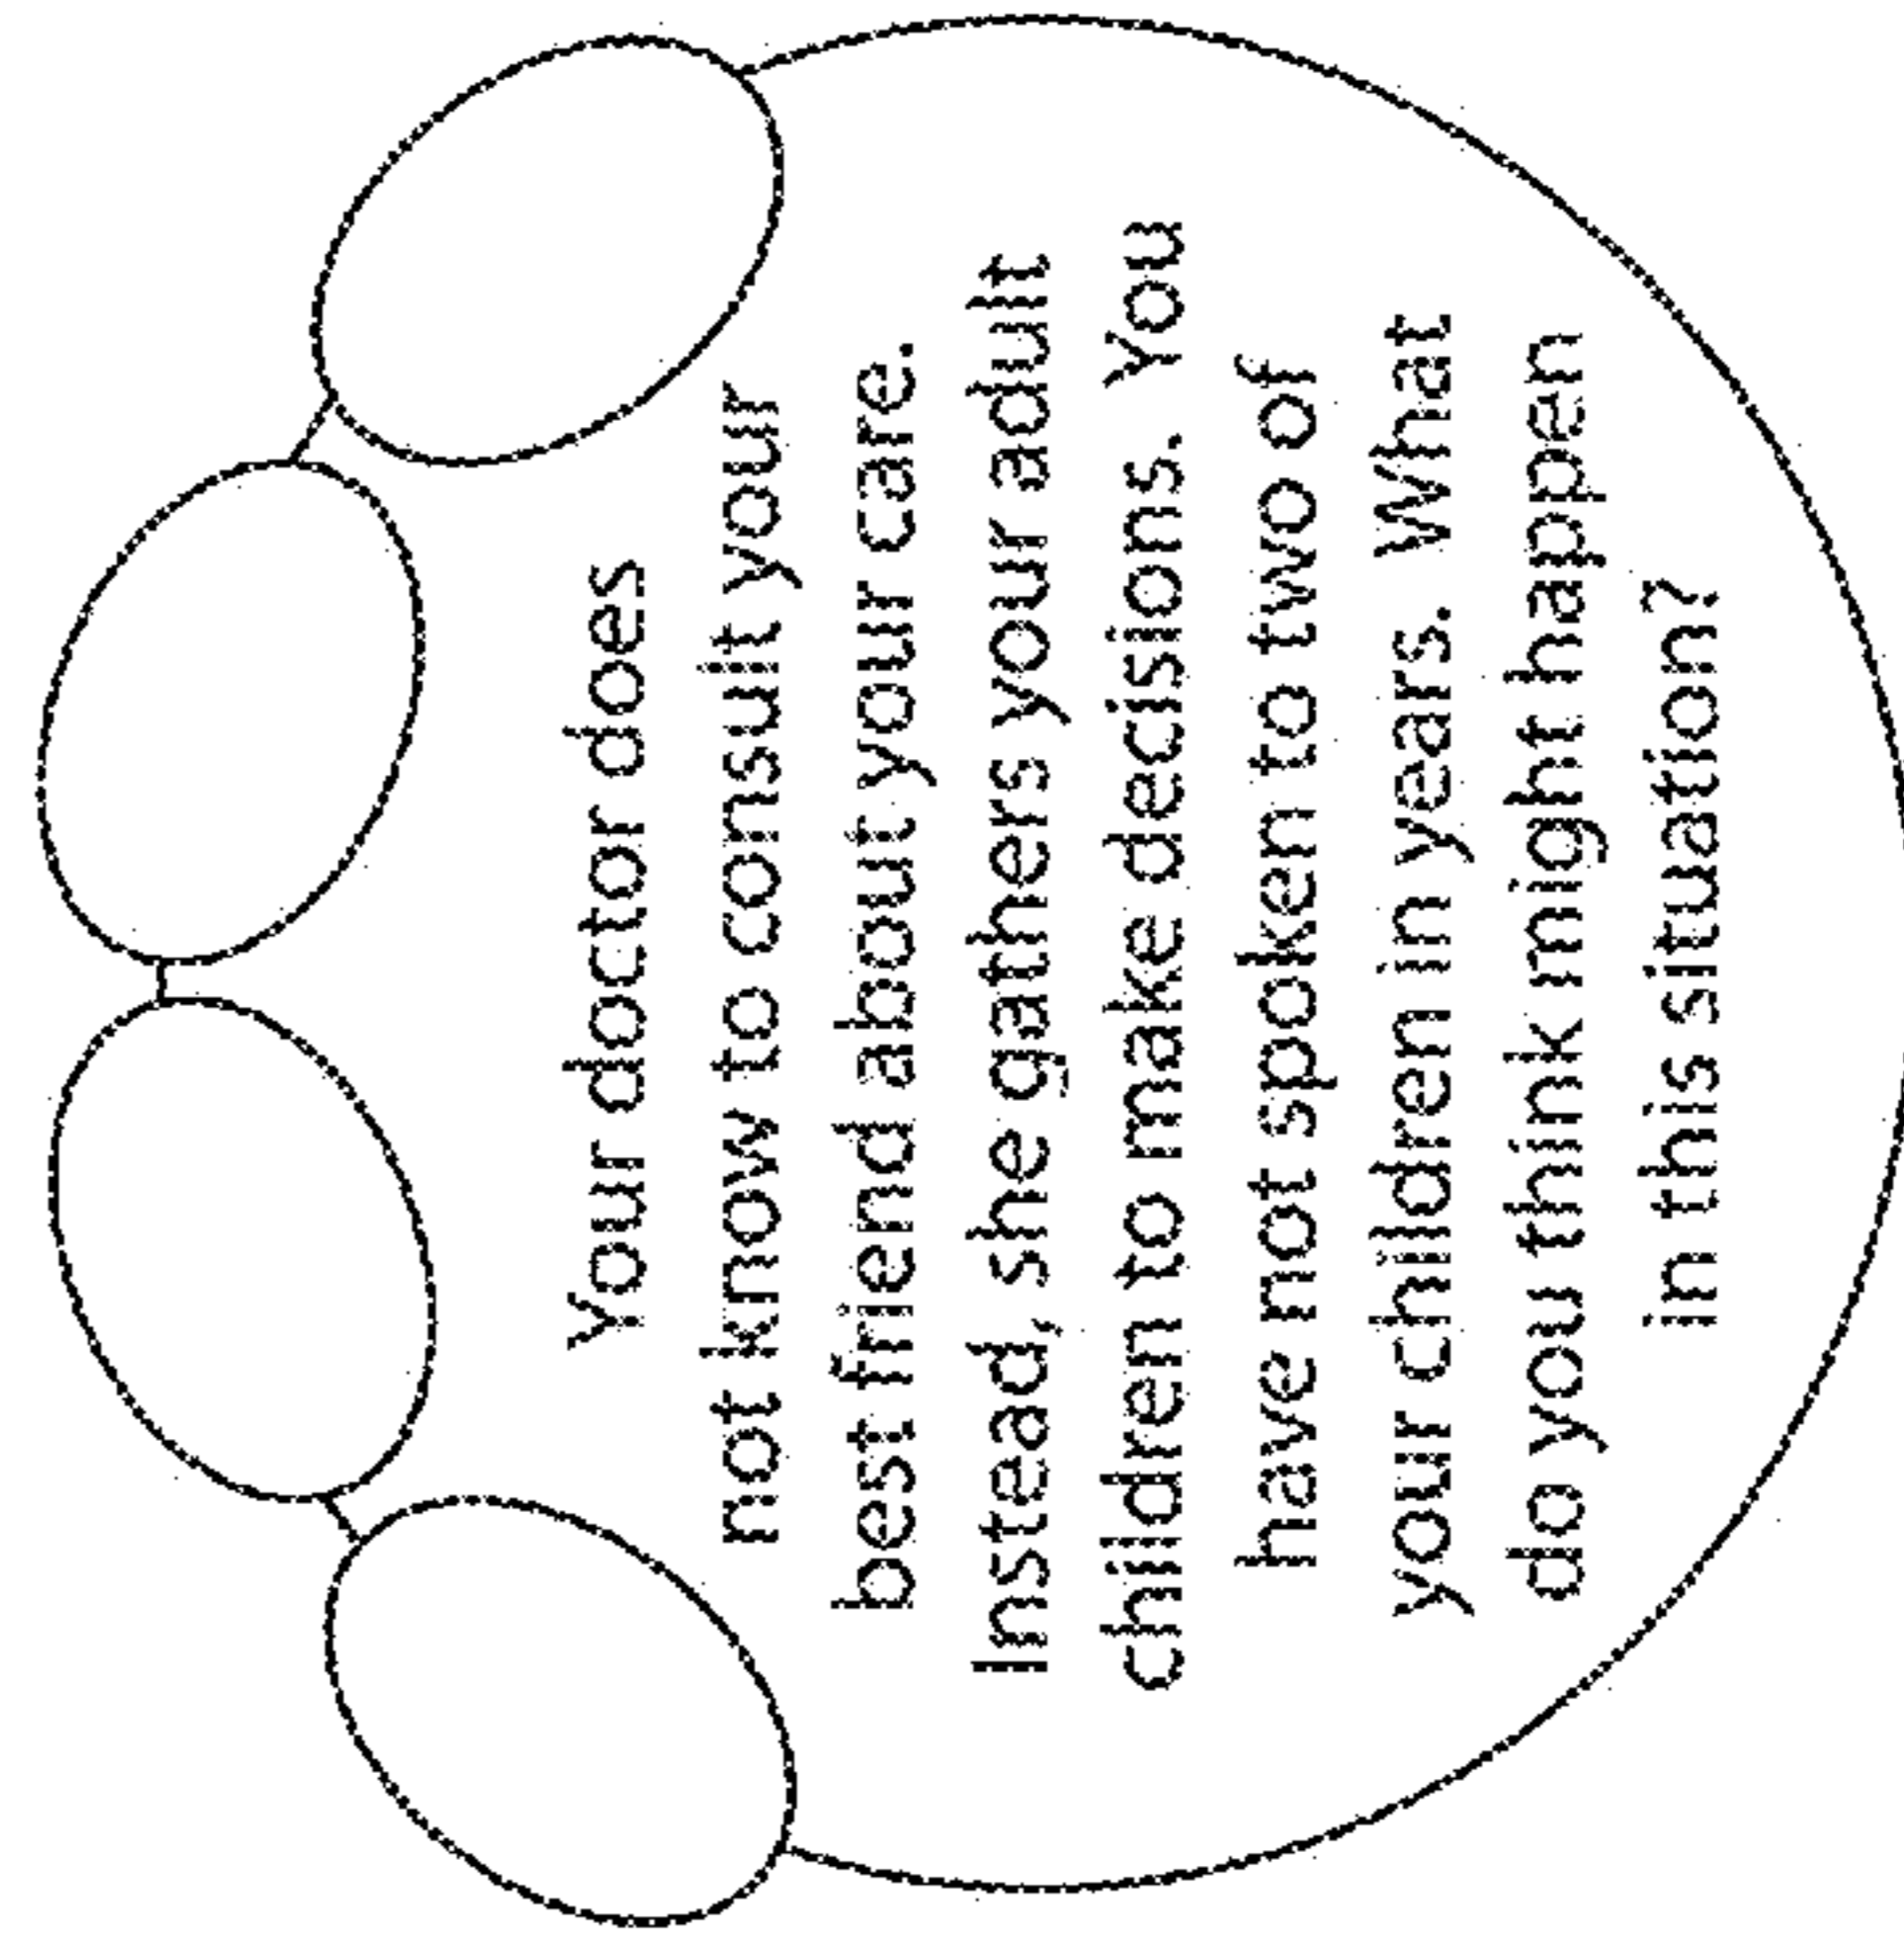 Your doctor does
not know to consult your
best friend about your care.
Instead, she gathers your adult
children to make decisions. You
have not spoken to two of
your children in years. What
do you think might happen
in this situation?